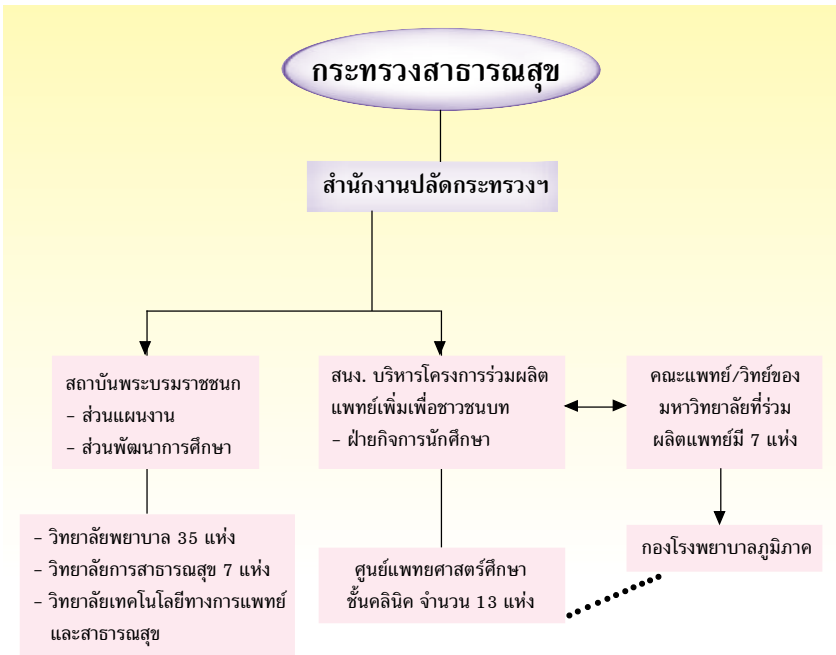 กระทรวงสาธารณสุข
สำนักงานปลัดกระทรวงฯ
สถาบันพระบรมราชชนก
- ส่วนแผนงาน
- ส่วนพัฒนาการศึกษา
สนง. บริหารโครงการร่วมผลิต
แพทย์เพิ่มเพื่อชาวชนบท
- ฝ่ายกิจการนักศึกษา
คณะแพทย์/วิทย์ของ
มหาวิทยาลัยที่ร่วม
ผลิตแพทย์มี 7 แห่ง
- วิทยาลัยพยาบาล 35 แห่ง
- วิทยาลัยการสาธารณสุข 7 แห่ง
- วิทยาลัยเทคโนโลยีทางการแพทย์
และสาธารณสุข
ศูนย์แพทยศาสตร์ศึกษา
ชั้นคลินิค จำนวน 13 แห่ง
กองโรงพยาบาลภูมิภาค